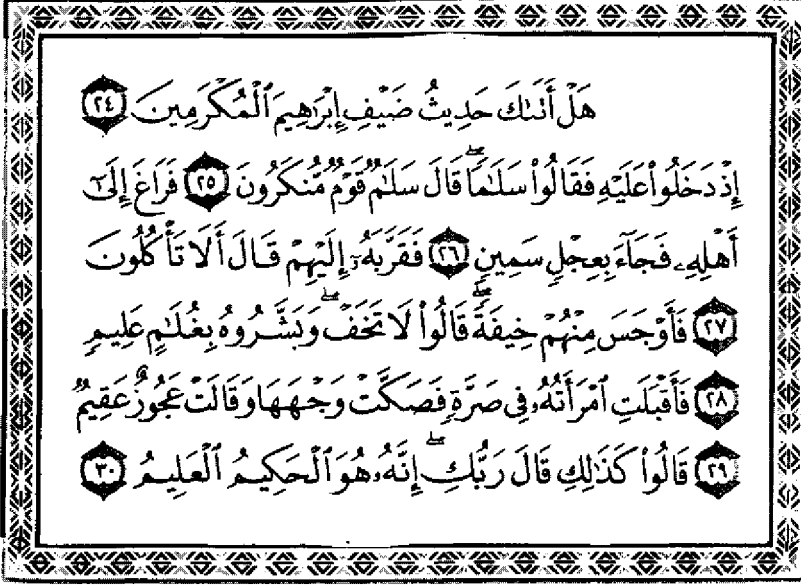 هَلْ أَتَىٰكَ حَدِيثُ ضَيْفِ إِبْرَٰهِيمَ ٱلْمُكْرَمِينَ ٢٤
إِذْ دَخَلُوا۟ عَلَيْهِ فَقَالُوا۟ سَلَٰمًا ۖ قَالَ سَلَٰمٌ قَوْمٌ مُّنكَرُونَ ٢٥ فَرَاغَ إِلَىٰٓ
أَهْلِهِۦ فَجَآءَ بِعِجْلٍ سَمِينٍ ٢٦ فَقَرَّبَهُۥٓ إِلَيْهِمْ قَالَ أَلَا تَأْكُلُونَ
٢٧ فَأَوْجَسَ مِنْهُمْ خِيفَةً ۖ قَالُوا۟ لَا تَخَفْ ۖ وَبَشَّرُوهُ بِغُلَٰمٍ عَلِيمٍ
٢٨ فَأَقْبَلَتِ ٱمْرَأَتُهُۥ فِى صَرَّةٍ فَصَكَّتْ وَجْهَهَا وَقَالَتْ عَجُوزٌ عَقِيمٌ
٢٩ قَالُوا۟ كَذَٰلِكِ قَالَ رَبُّكِ ۖ إِنَّهُۥ هُوَ ٱلْحَكِيمُ ٱلْعَلِيمُ ٣٠